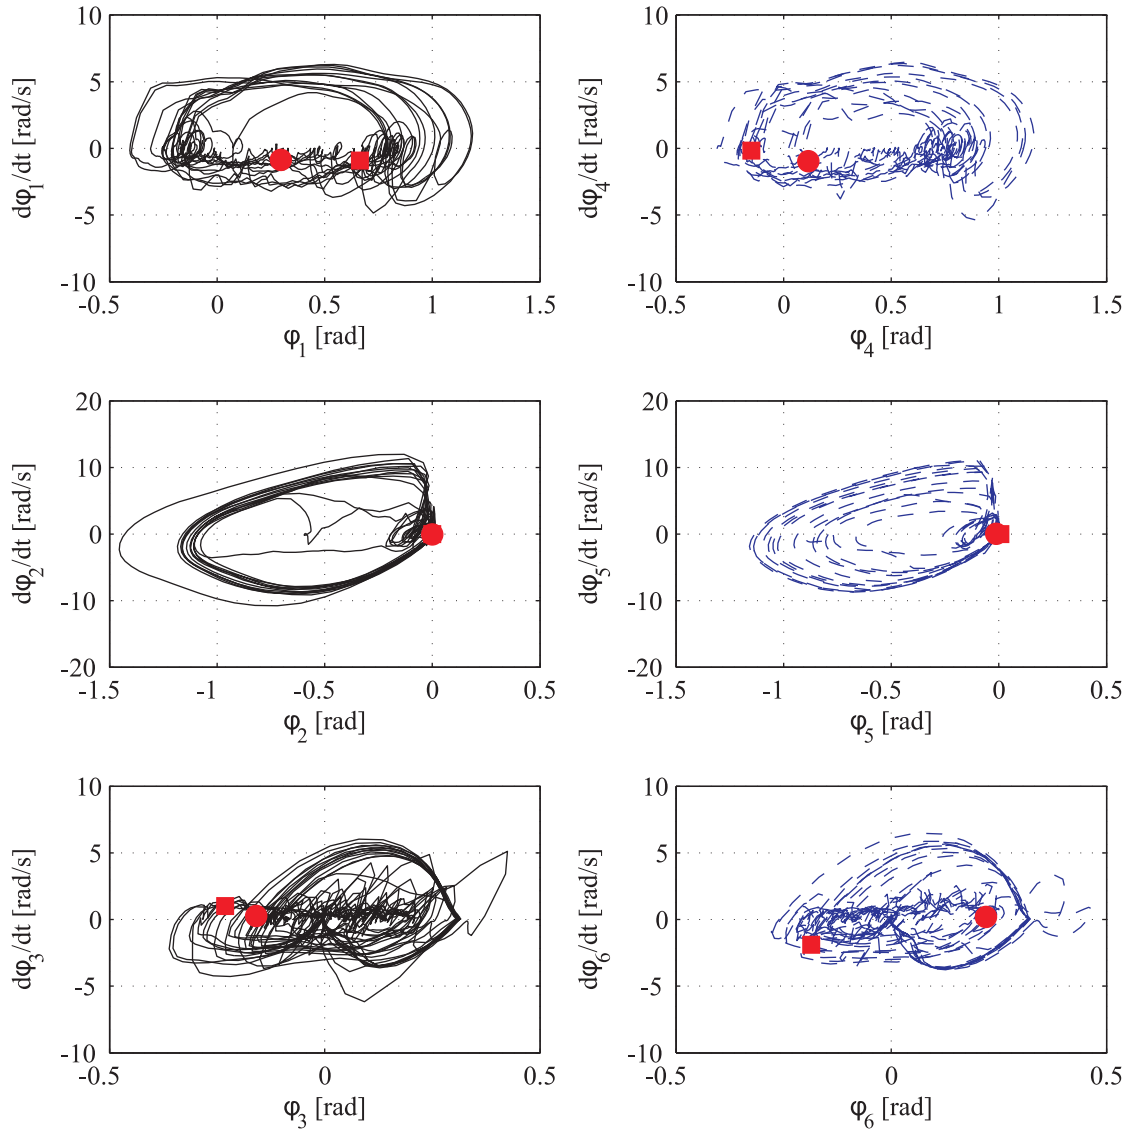 10
5
0
-5
-10
dφ1/dt [rad/s]
-0.5 0 0.5 1 1.5
φ1 [rad]
10
5
0
-5
-10
dφ4/dt [rad/s]
-0.5 0 0.5 1 1.5
φ4 [rad]
20
10
0
-10
-20
dφ2/dt [rad/s]
-1.5 -1 -0.5 0 0.5
φ2 [rad]
20
10
0
-10
-20
dφ5/dt [rad/s]
-1.5 -1 -0.5 0 0.5
φ5 [rad]
10
5
0
-5
-10
dφ3/dt [rad/s]
-0.5 0 0.5
φ3 [rad]
10
5
0
-5
-10
dφ6/dt [rad/s]
-0.5 0 0.5
φ6 [rad]